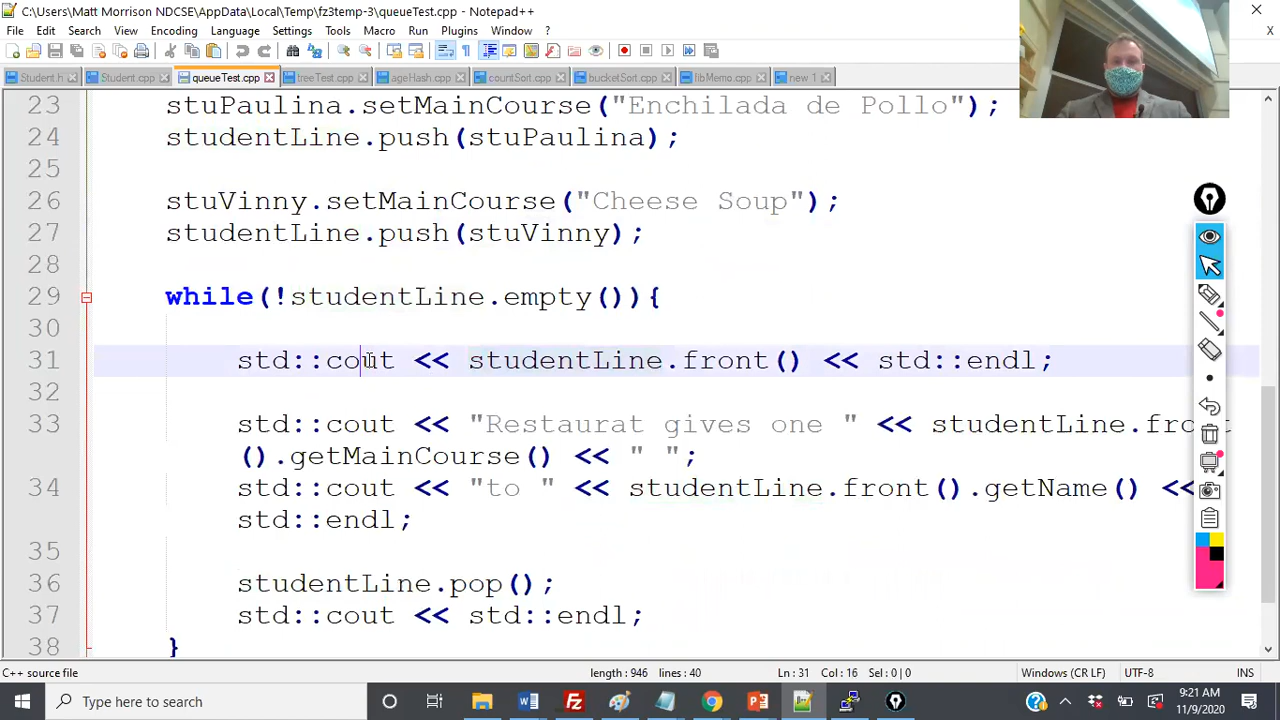 C:\Users\Matt Morrison NDCSE\AppData\Local\Temp\fz3temp-3\queueTest.cpp - Notepad++
File Edit Search View Encoding Language Settings Tools Macro Run Plugins Window ? X
Student.h Student.cpp queueTest.cpp treeTest.cpp ageHash.cpp countSort.cpp bucketSort.cpp fibMemo.cpp new 1
23 stuPaulina.setMainCourse("Enchilada de Pollo");
24 studentLine.push(stuPaulina);
25
26 stuVinny.setMainCourse("Cheese Soup");
27 studentLine.push(stuVinny);
28
29 while(!studentLine.empty()){
30
31 std::cout << studentLine.front() << std::endl;
32
33 std::cout << "Restaurat gives one " << studentLine.front
().getMainCourse() << " ";
34 std::cout << "to " << studentLine.front().getName() <<
std::endl;
35
36 studentLine.pop();
37 std::cout << std::endl;
38 }
C++ source file length : 946 lines : 40 Ln : 31 Col : 16 Sel : 0 | 0 Windows (CR LF) UTF-8 INS
Type here to search
9:21 AM
11/9/2020